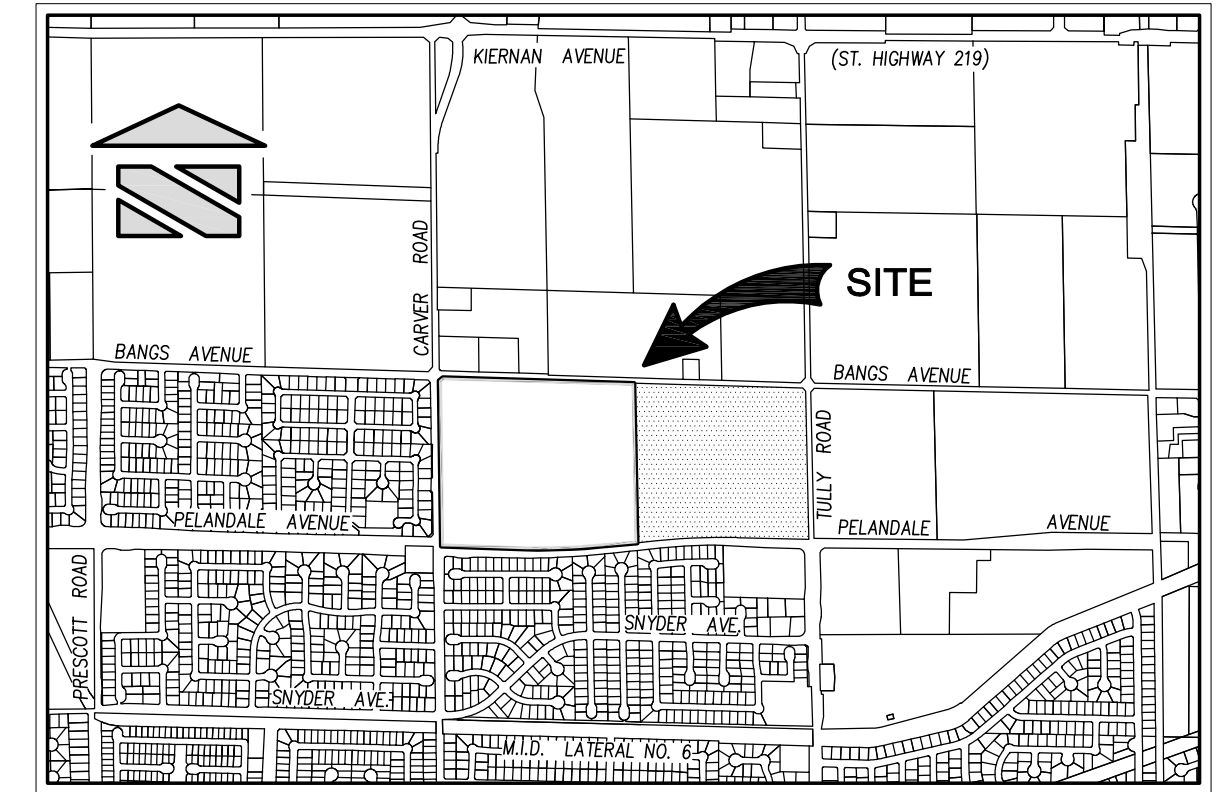 KIERNAN AVENUE
(ST. HIGHWAY 219)
CARVER ROAD
SITE
BANGS AVENUE
BANGS AVENUE
TULLY ROAD
PELANDALE AVENUE
PELANDALE AVENUE
PRESCOTT ROAD
SNYDER AVE.
SNYDER AVE.
M.I.D. LATERAL NO. 6